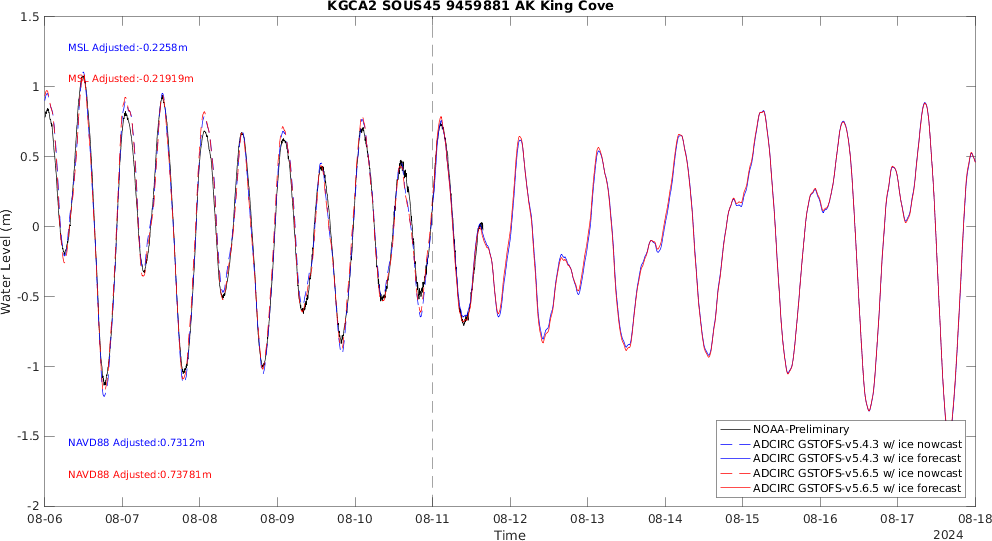 KGCA2 SOUS45 9459881 AK King Cove
MSL Adjusted:-0.2258m
MSL Adjusted:-0.21919m
NAVD88 Adjusted:0.7312m
NAVD88 Adjusted:0.73781m
Water Level (m)
1.5
1
0.5
0
-0.5
-1
-1.5
-2
NOAA-Preliminary
ADCIRC GSTOFS-v5.4.3 w/ ice nowcast
ADCIRC GSTOFS-v5.4.3 w/ ice forecast
ADCIRC GSTOFS-v5.6.5 w/ ice nowcast
ADCIRC GSTOFS-v5.6.5 w/ ice forecast
08-06 08-07 08-08 08-09 08-10 08-11 08-12 08-13 08-14 08-15 08-16 08-17 08-18
Time
2024